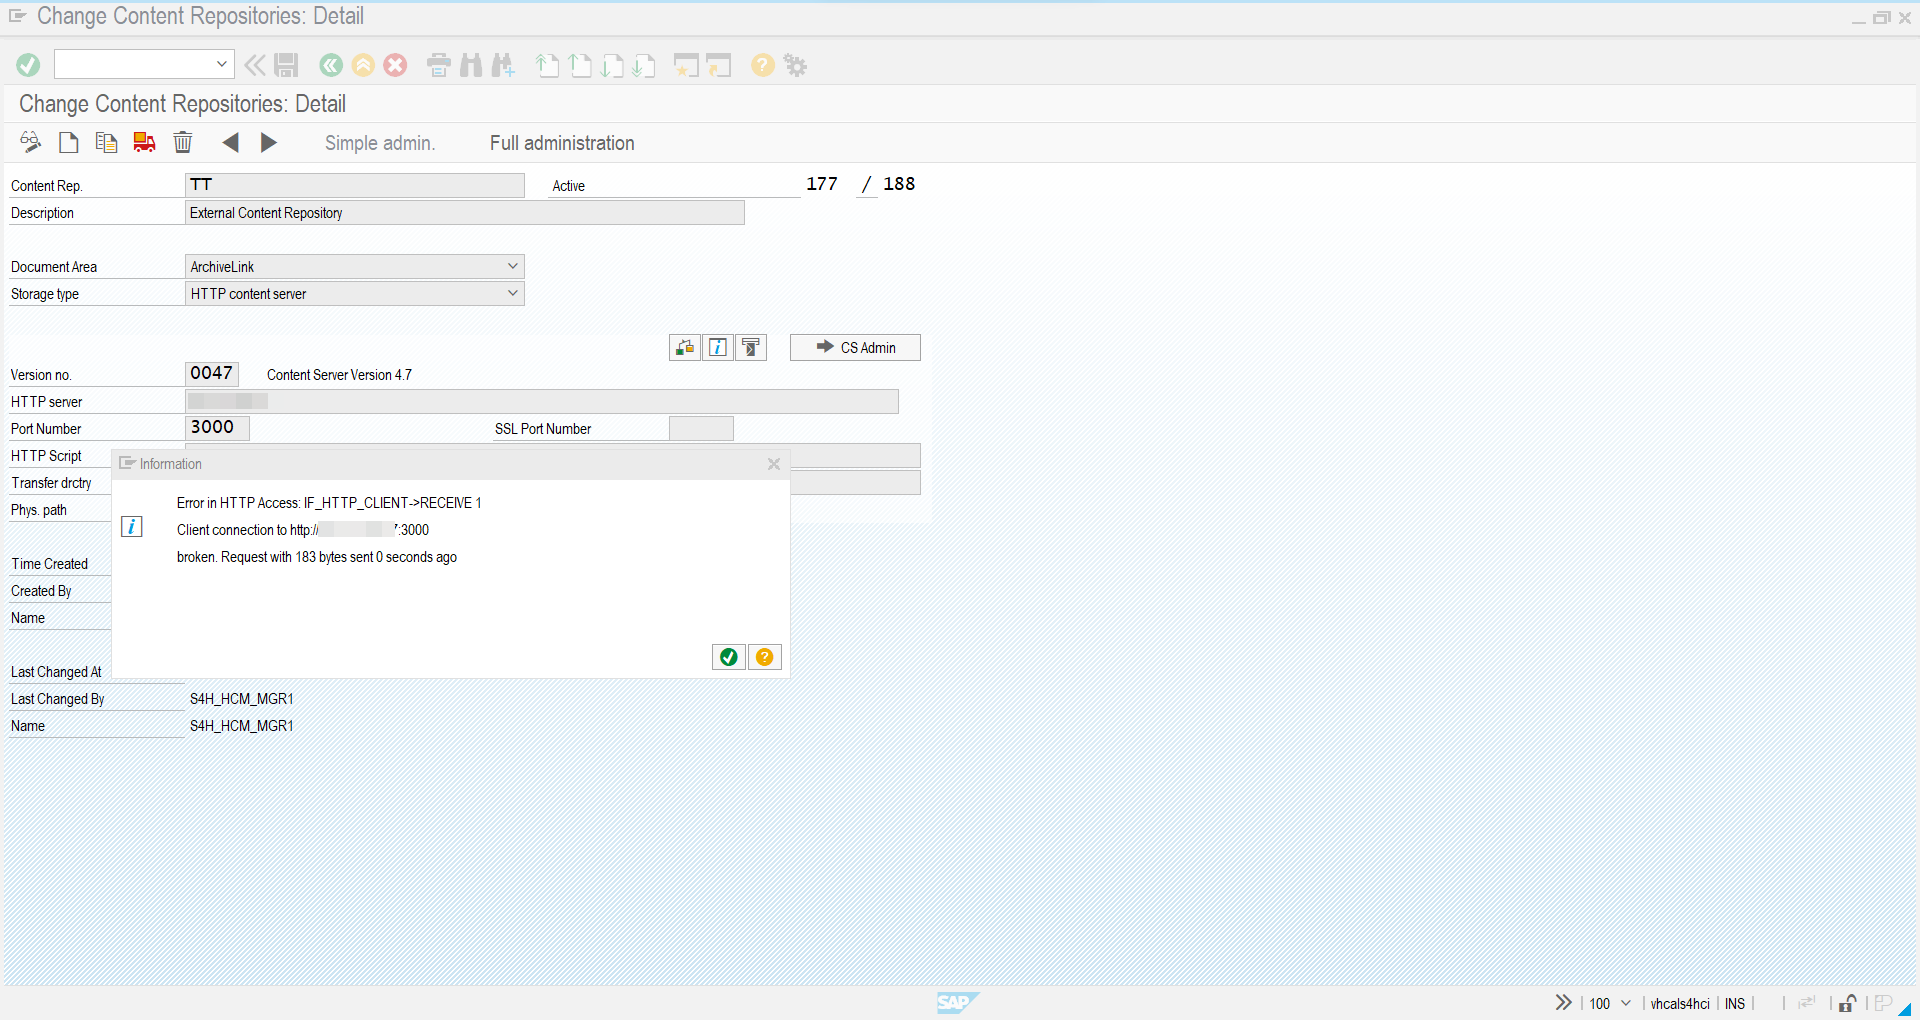 Change Content Repositories: Detail
Change Content Repositories: Detail
Simple admin. Full administration
Content Rep. TT Active 177 / 188
Description External Content Repository
Document Area ArchiveLink
Storage type HTTP content server
CS Admin
Version no. 0047 Content Server Version 4.7
HTTP server
Port Number 3000 SSL Port Number
HTTP Script
Transfer drctry
Phys. path
Information
Error in HTTP Access: IF_HTTP_CLIENT->RECEIVE 1
Client connection to http:// :3000
broken. Request with 183 bytes sent 0 seconds ago
Time Created
Created By
Name
Last Changed At
Last Changed By S4H_HCM_MGR1
Name S4H_HCM_MGR1
SAP
100 vhcals4hci INS